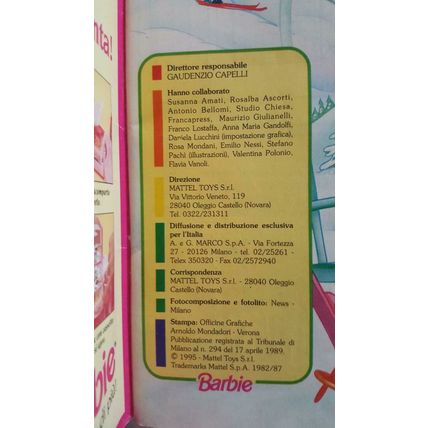 nta!
Direttore responsabile
GAUDENZIO CAPELLI
Hanno collaborato
Susanna Amati, Rosalba Ascorti,
Antonio Bellomi, Studio Chiesa,
Francapress, Maurizio Giulianelli,
Franco Lostaffa, Anna Maria Gandolfi,
Daniela Lucchini (impostazione grafica),
Rosa Mondani, Emilio Nessi, Stefano
Pachì (illustrazioni), Valentina Polonio,
Flavia Vanoli.
Direzione
MATTEL TOYS S.r.l.
Via Vittorio Veneto, 119
28040 Oleggio Castello (Novara)
Tel. 0322/231311
Diffusione e distribuzione esclusiva
per l'Italia
A. e G. MARCO S.p.A. - Via Fortezza
27 - 20126 Milano - tel. 02/25261 -
Telex 350320 - Fax 02/2572940
Corrispondenza
MATTEL TOYS S.r.l. - 28040 Oleggio
Castello (Novara)
Fotocomposizione e fotolito: News -
Milano
Stampa: Officine Grafiche
Arnoldo Mondadori - Verona
Pubblicazione registrata al Tribunale di
Milano al n. 294 del 17 aprile 1989.
© 1995 - Mattel Toys S.r.l.
Trademarks Mattel S.p.A. 1982/87
Barbie
rbie